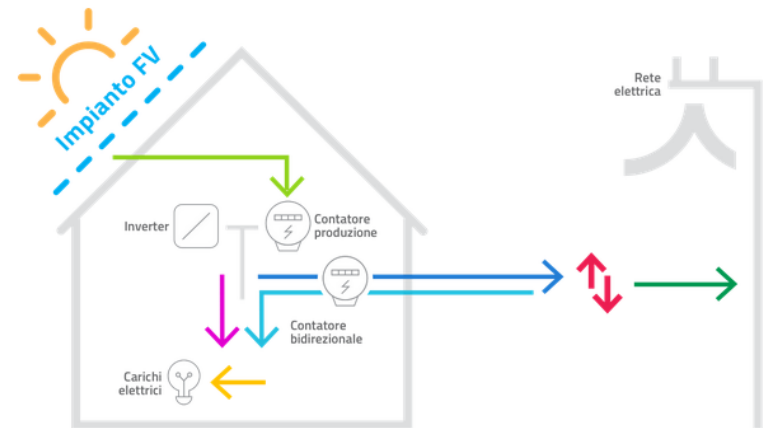 Impianto FV
Rete
elettrica
Inverter
Contatore
produzione
Contatore
bidirezionale
Carichi
elettrici